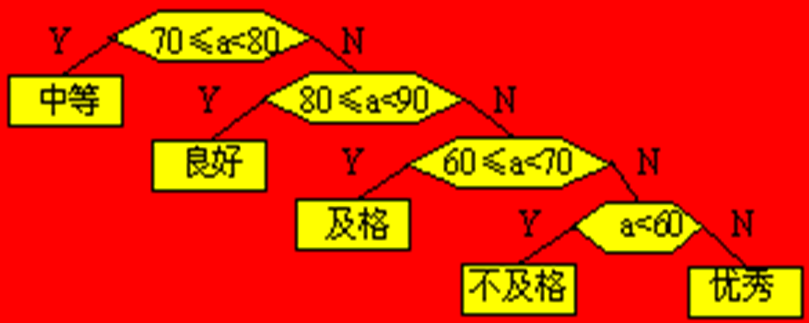 Y 70≤a<80 N
中等 Y 80≤a<90 N
良好 Y 60≤a<70 N
及格 Y a<60 N
不及格 优秀